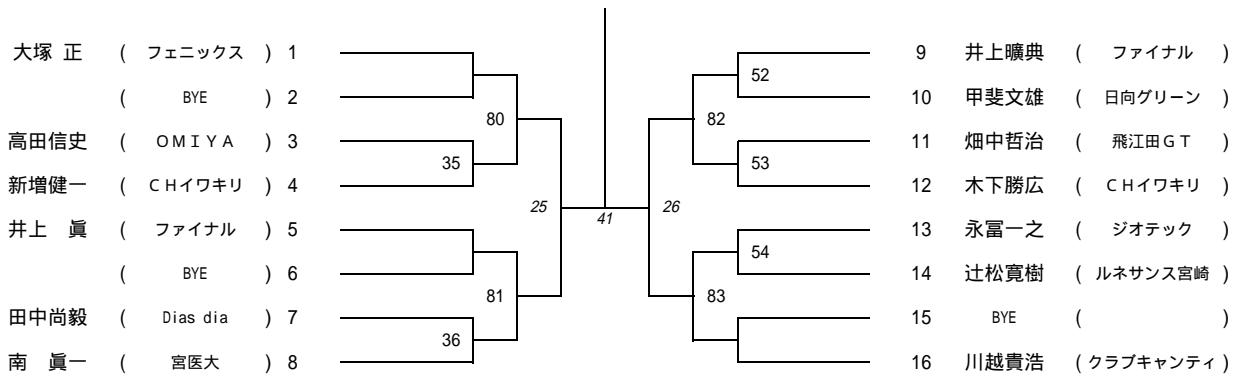 大塚 正 ( フェニックス ) 1
( BYE ) 2
高田信史 ( OMIYA ) 3
新増健一 ( CHイワキリ ) 4
井上 眞 ( ファイナル ) 5
( BYE ) 6
田中尚毅 ( Dias dia ) 7
南 眞一 ( 宮医大 ) 8
80
35
25
81
36
41
52
82
53
26
54
83
9 井上曠典 ( ファイナル )
10 甲斐文雄 ( 日向グリーン )
11 畑中哲治 ( 飛江田GT )
12 木下勝広 ( CHイワキリ )
13 永冨一之 ( ジオテック )
14 辻松寛樹 ( ルネサンス宮崎 )
15 BYE ( )
16 川越貴浩 ( クラブキャンティ )